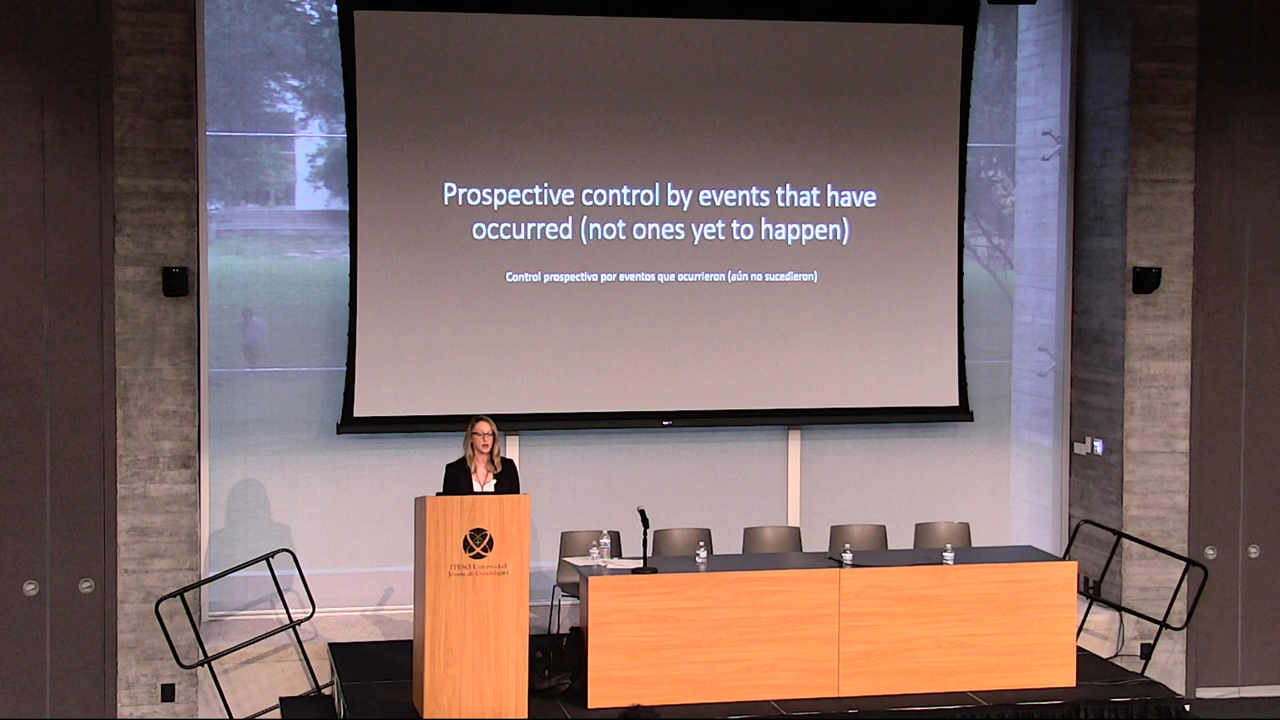 Prospective control by events that have
occurred (not ones yet to happen)
Control prospectivo por eventos que ocurrieron (aún no sucedieron)
ITESO, Universidad
Jesuita de Guadalajara